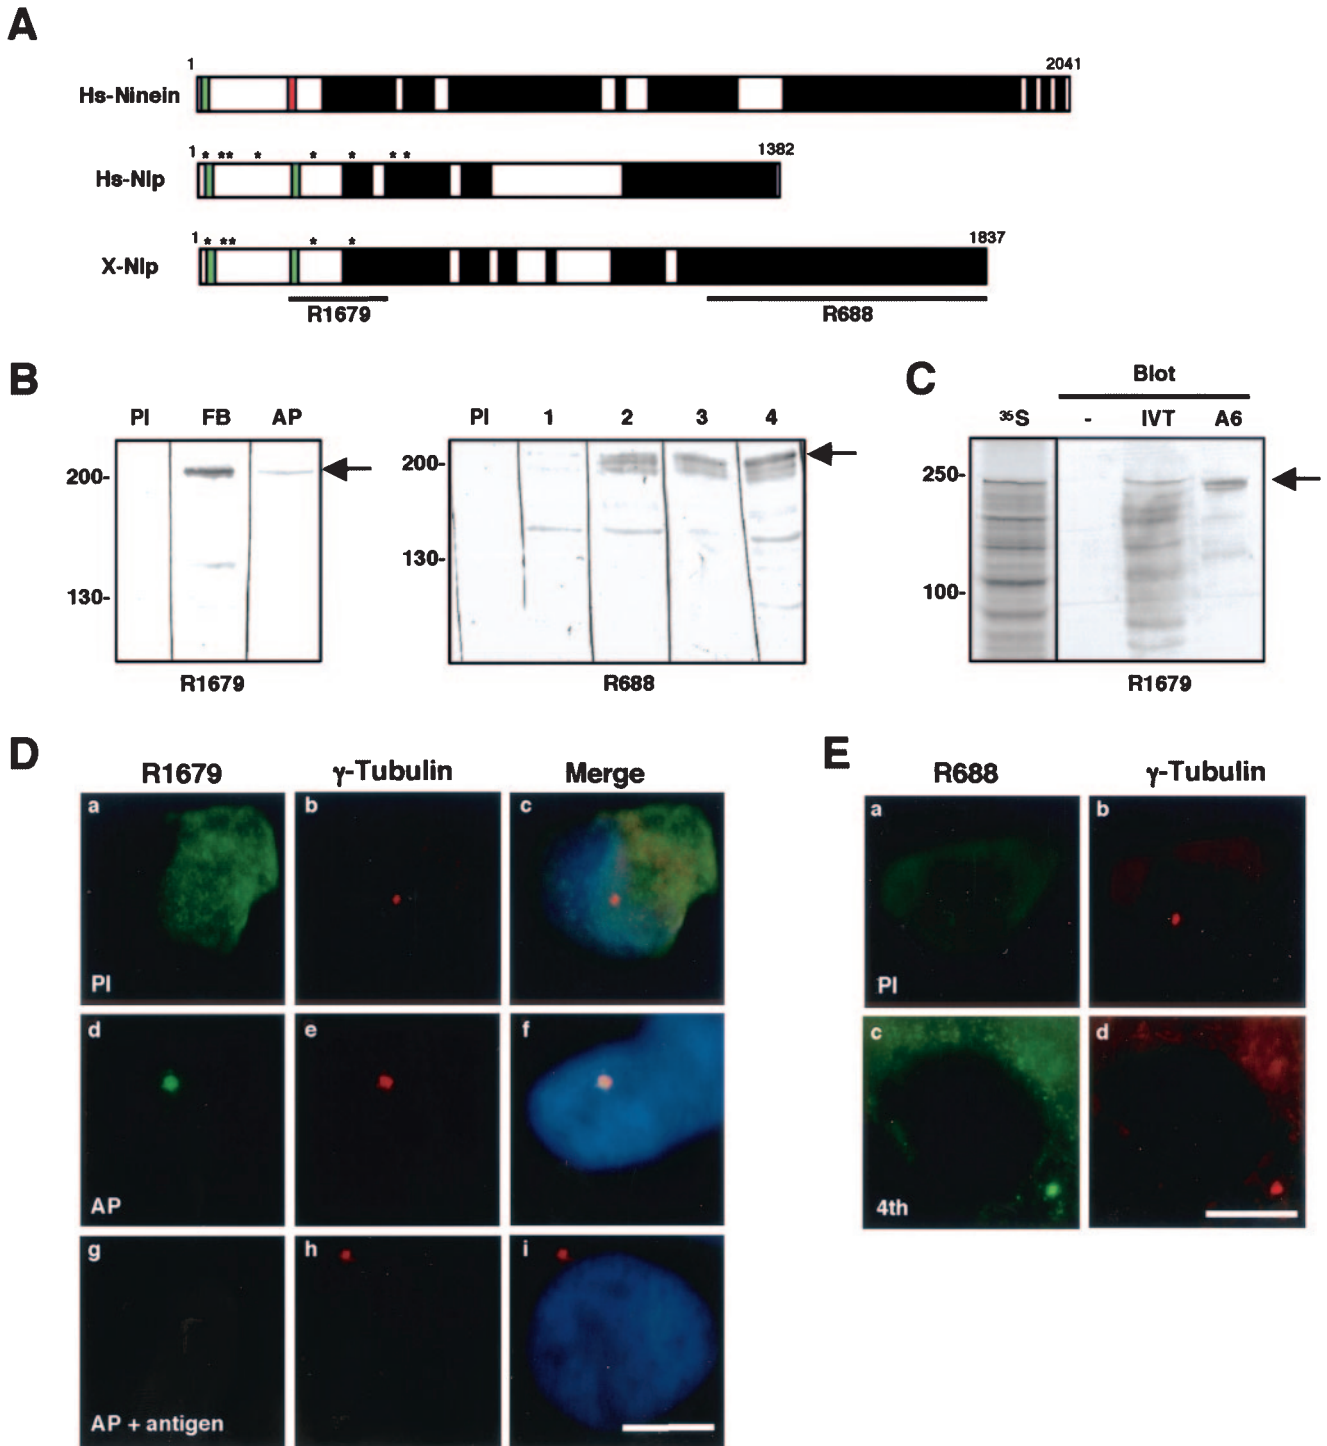 A
1 2041
Hs-Ninein
1 * ** * * * * * 1382
Hs-Nlp
1 * ** * * 1837
X-Nlp
R1679 R688
B
PI FB AP
200-
130-
R1679
PI 1 2 3 4
200-
130-
R688
C
Blot
³⁵S - IVT A6
250-
100-
R1679
D
R1679 γ-Tubulin Merge
a b c
PI
d e f
AP
g h i
AP + antigen
E
R688 γ-Tubulin
a b
PI
c d
4th